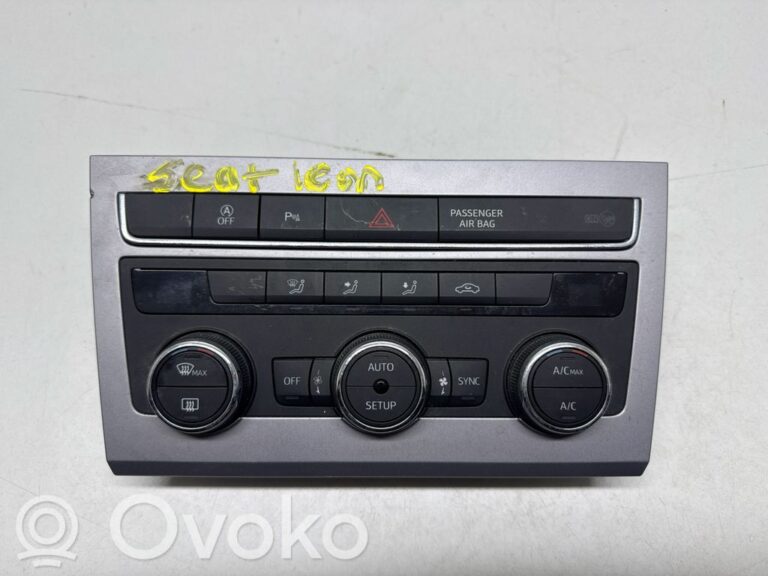 Seat leon
A OFF
P
PASSENGER AIR BAG
MAX
OFF
AUTO
SETUP
SYNC
A/C MAX
A/C
Ovoko